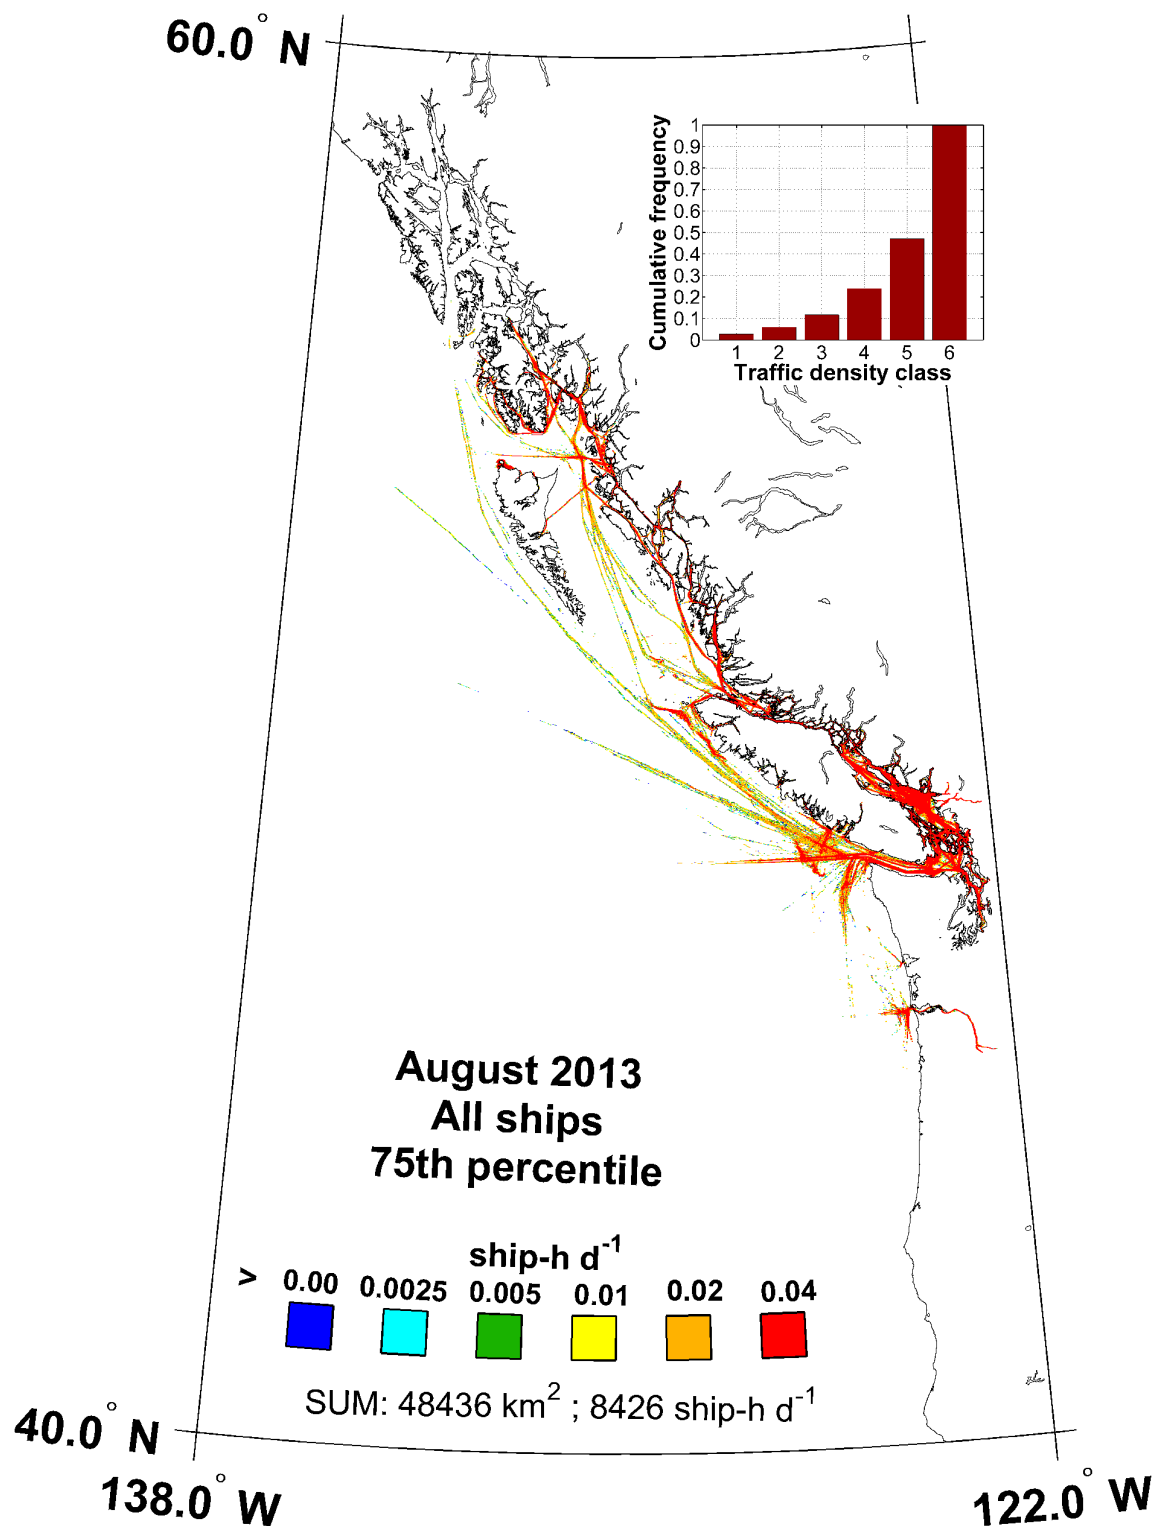 60.0° N
Cumulative frequency
1
0.9
0.8
0.7
0.6
0.5
0.4
0.3
0.2
0.1
0
1 2 3 4 5 6
Traffic density class
August 2013
All ships
75th percentile
ship-h d⁻¹
> 0.00 0.0025 0.005 0.01 0.02 0.04
SUM: 48436 km² ; 8426 ship-h d⁻¹
40.0° N
138.0° W
122.0° W